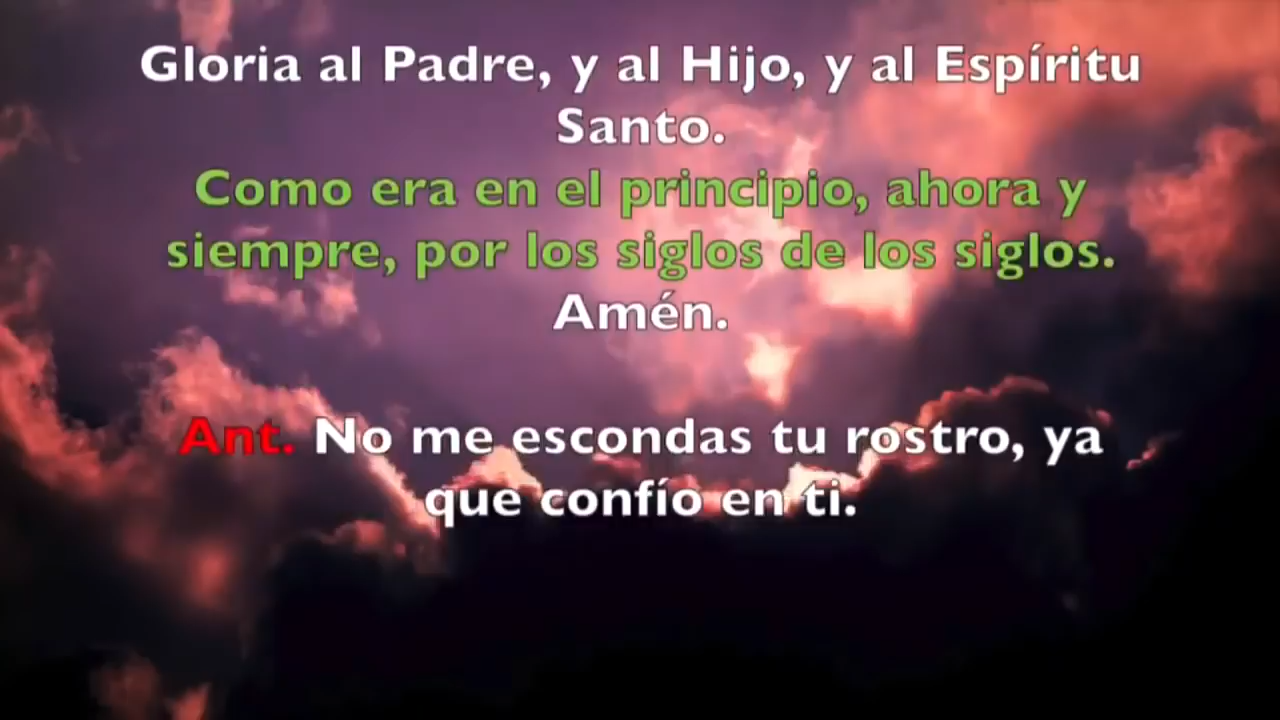 Gloria al Padre, y al Hijo, y al Espíritu
Santo.
Como era en el principio, ahora y
siempre, por los siglos de los siglos.
Amén.
Ant. No me escondas tu rostro, ya
que confío en ti.